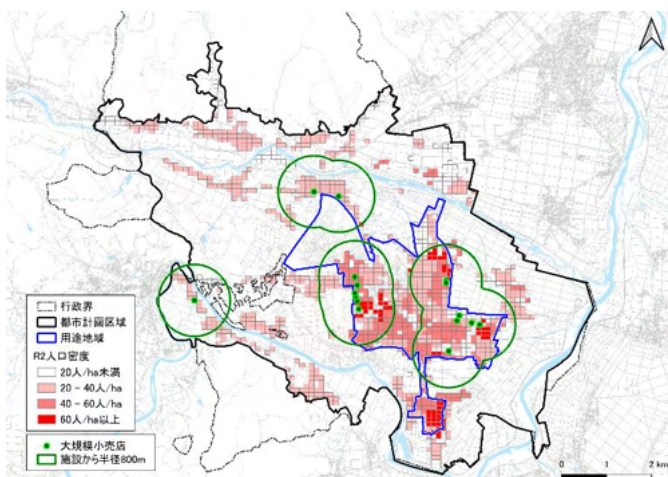 行政界
都市計画区域
用途地域
R2人口密度
20人/ha未満
20 - 40人/ha
40 - 60人/ha
60人/ha以上
大規模小売店
施設から半径800m
0 1 2 km